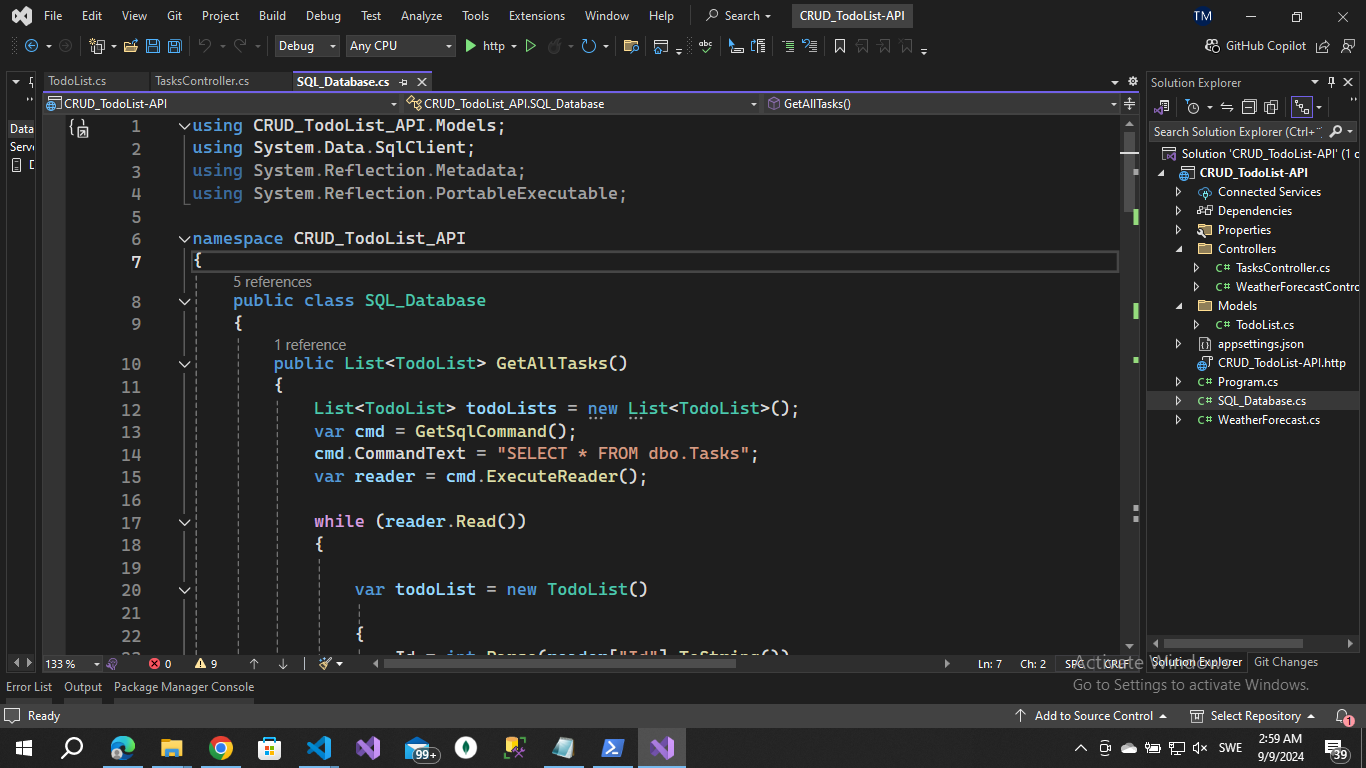 File Edit View Git Project Build Debug Test Analyze Tools Extensions Window Help Search CRUD_TodoList-API TM
Debug Any CPU http GitHub Copilot
TodoList.cs TasksController.cs SQL_Database.cs
CRUD_TodoList-API CRUD_TodoList_API.SQL_Database GetAllTasks()
Data
Serv
1 using CRUD_TodoList_API.Models;
2 using System.Data.SqlClient;
3 using System.Reflection.Metadata;
4 using System.Reflection.PortableExecutable;
5
6 namespace CRUD_TodoList_API
7 {
5 references
8 public class SQL_Database
9 {
1 reference
10 public List<TodoList> GetAllTasks()
11 {
12 List<TodoList> todoLists = new List<TodoList>();
13 var cmd = GetSqlCommand();
14 cmd.CommandText = "SELECT * FROM dbo.Tasks";
15 var reader = cmd.ExecuteReader();
16
17 while (reader.Read())
18 {
19
20 var todoList = new TodoList()
21
22 {
Id = int.Parse(reader["Id"].ToString())
Solution Explorer
Search Solution Explorer (Ctrl+
Solution 'CRUD_TodoList-API' (1 c
CRUD_TodoList-API
Connected Services
Dependencies
Properties
Controllers
C# TasksController.cs
C# WeatherForecastContro
Models
C# TodoList.cs
appsettings.json
CRUD_TodoList-API.http
C# Program.cs
C# SQL_Database.cs
C# WeatherForecast.cs
133 % 0 9 Ln: 7 Ch: 2 SPC CRLF
Solution Explorer Git Changes
Activate Windows
Go to Settings to activate Windows.
Error List Output Package Manager Console
Ready Add to Source Control Select Repository 1
99+ SWE 2:59 AM
9/9/2024 39